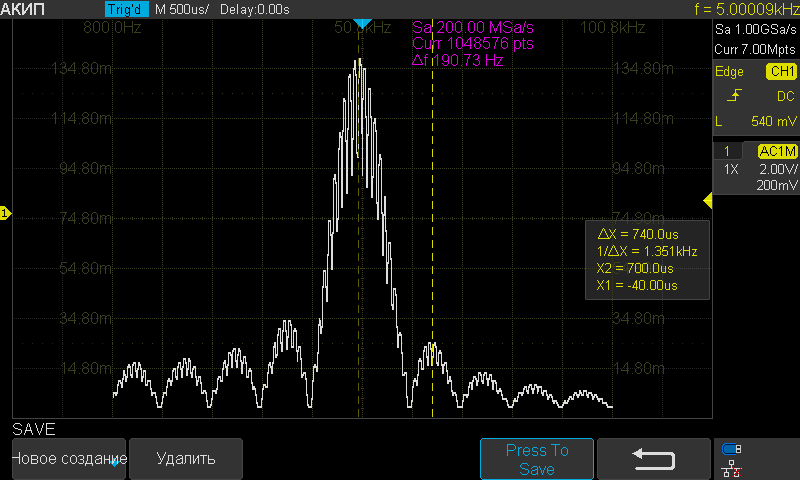 АКИП Trig'd M 500us/ Delay:0.00s f = 5.00009kHz
800.0Hz 50.8kHz 100.8kHz
Sa 200.00 MSa/s
Curr 1048576 pts
Δf 190.73 Hz
Sa 1.00GSa/s
Curr 7.00Mpts
Edge CH1
DC
L 540 mV
1 AC1M
1X 2.00V/
200mV
134.80m 134.80m
114.80m 114.80m
94.80m 94.80m
74.80m 74.80m
54.80m
34.80m 34.80m
14.80m 14.80m
1
ΔX = 740.0us
1/ΔX = 1.351kHz
X2 = 700.0us
X1 = -40.00us
SAVE
Новое создание Удалить Press To
Save